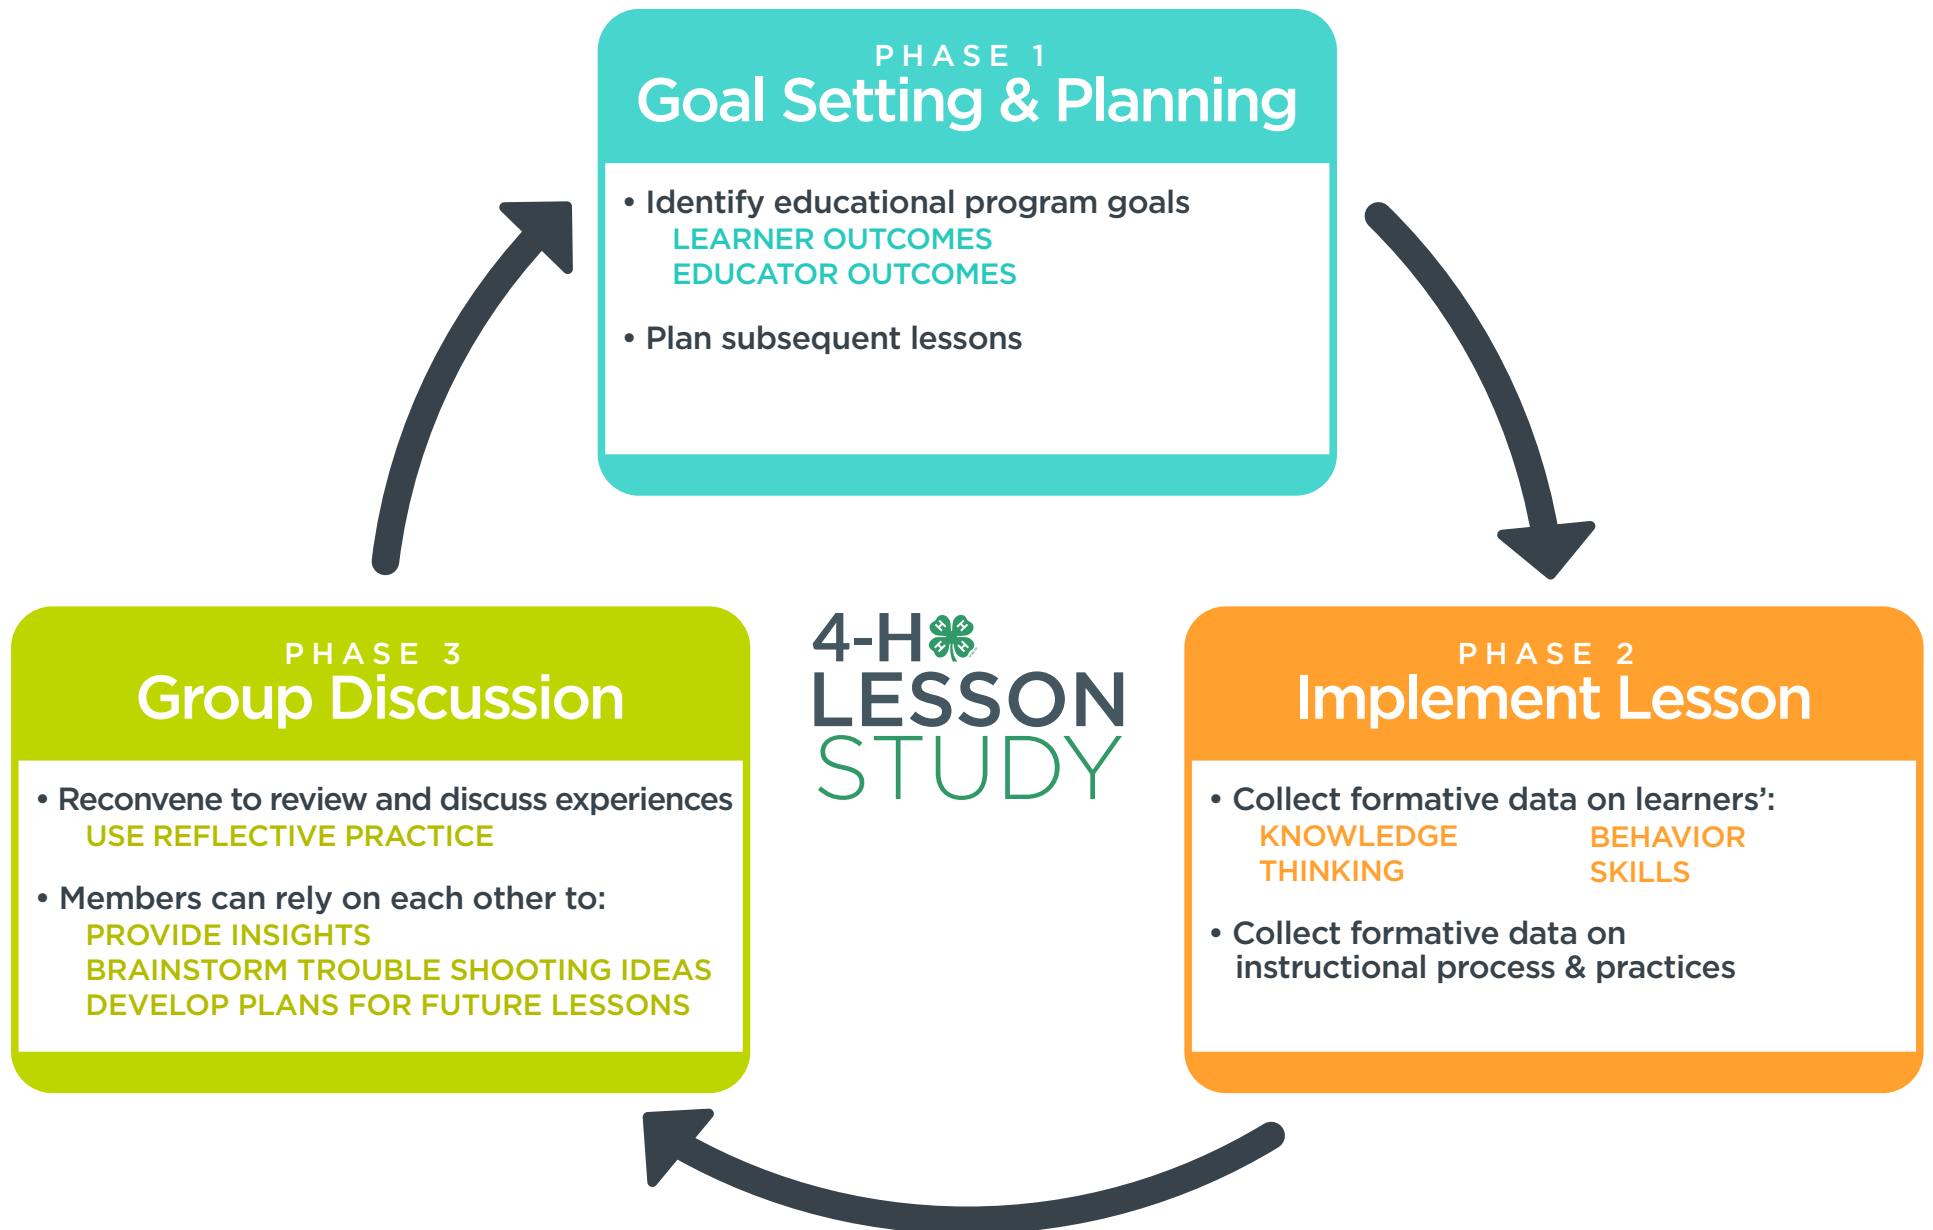 PHASE 1
Goal Setting & Planning
• Identify educational program goals
LEARNER OUTCOMES
EDUCATOR OUTCOMES
• Plan subsequent lessons
4-H
LESSON
STUDY
PHASE 2
Implement Lesson
• Collect formative data on learners’:
KNOWLEDGE BEHAVIOR
THINKING SKILLS
• Collect formative data on
instructional process & practices
PHASE 3
Group Discussion
• Reconvene to review and discuss experiences
USE REFLECTIVE PRACTICE
• Members can rely on each other to:
PROVIDE INSIGHTS
BRAINSTORM TROUBLE SHOOTING IDEAS
DEVELOP PLANS FOR FUTURE LESSONS